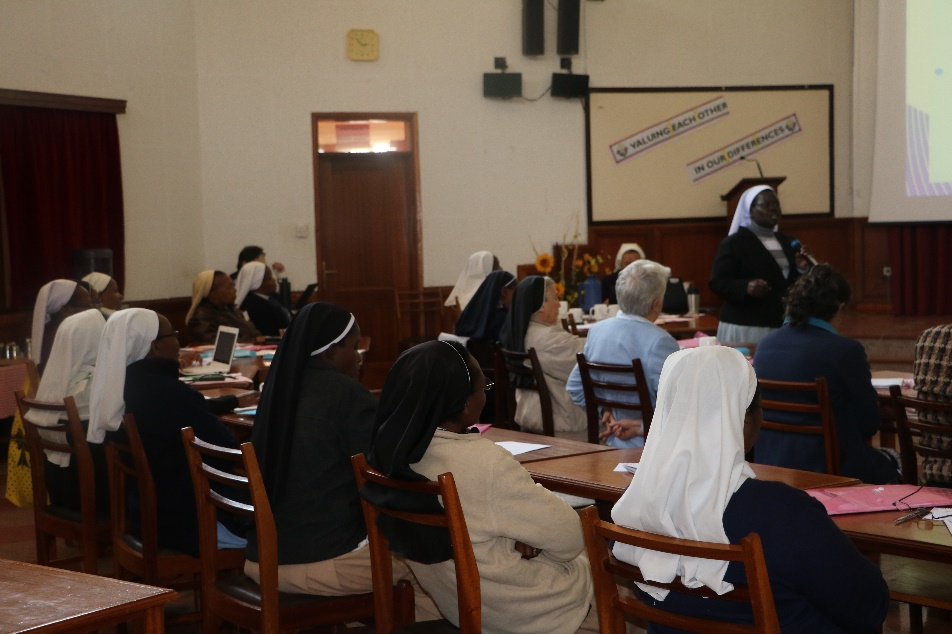 VALUING EACH OTHER
IN OUR DIFFERENCES